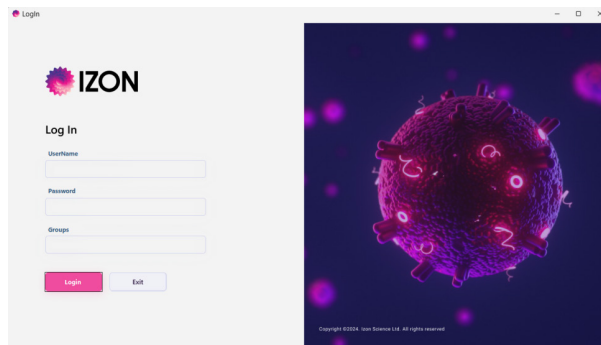 LogIn
IZON
Log In
UserName
Password
Groups
Login
Exit
Copyright ©2024. Izon Science Ltd. All rights reserved